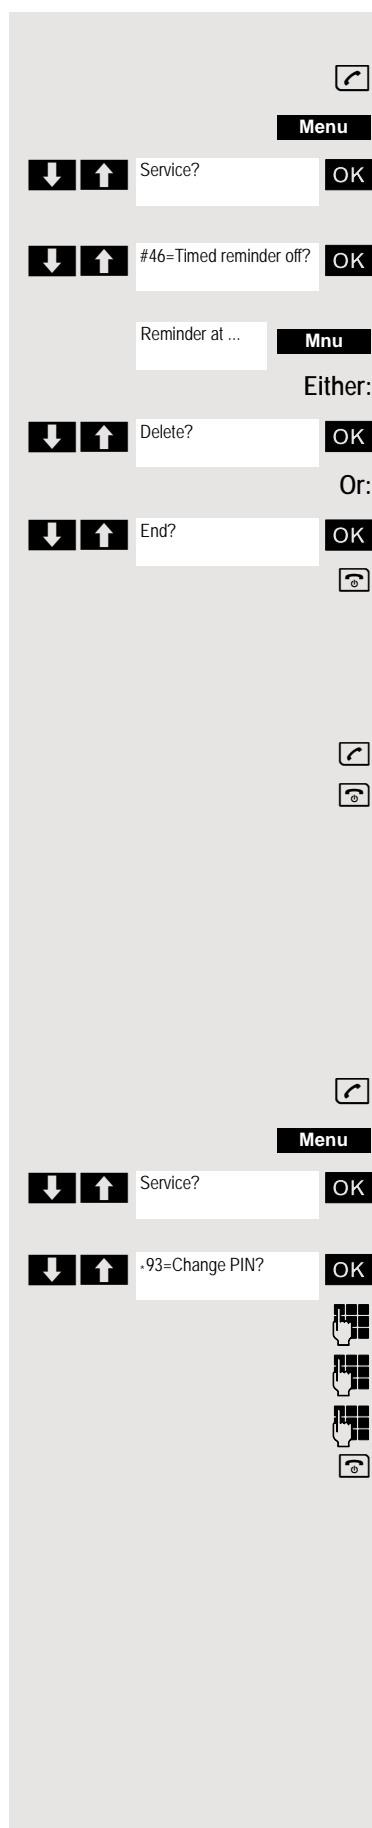 Menu
Service? OK
#46=Timed reminder off? OK
Reminder at ... Mnu
Either:
Delete? OK
Or:
End? OK
Menu
Service? OK
*93=Change PIN? OK